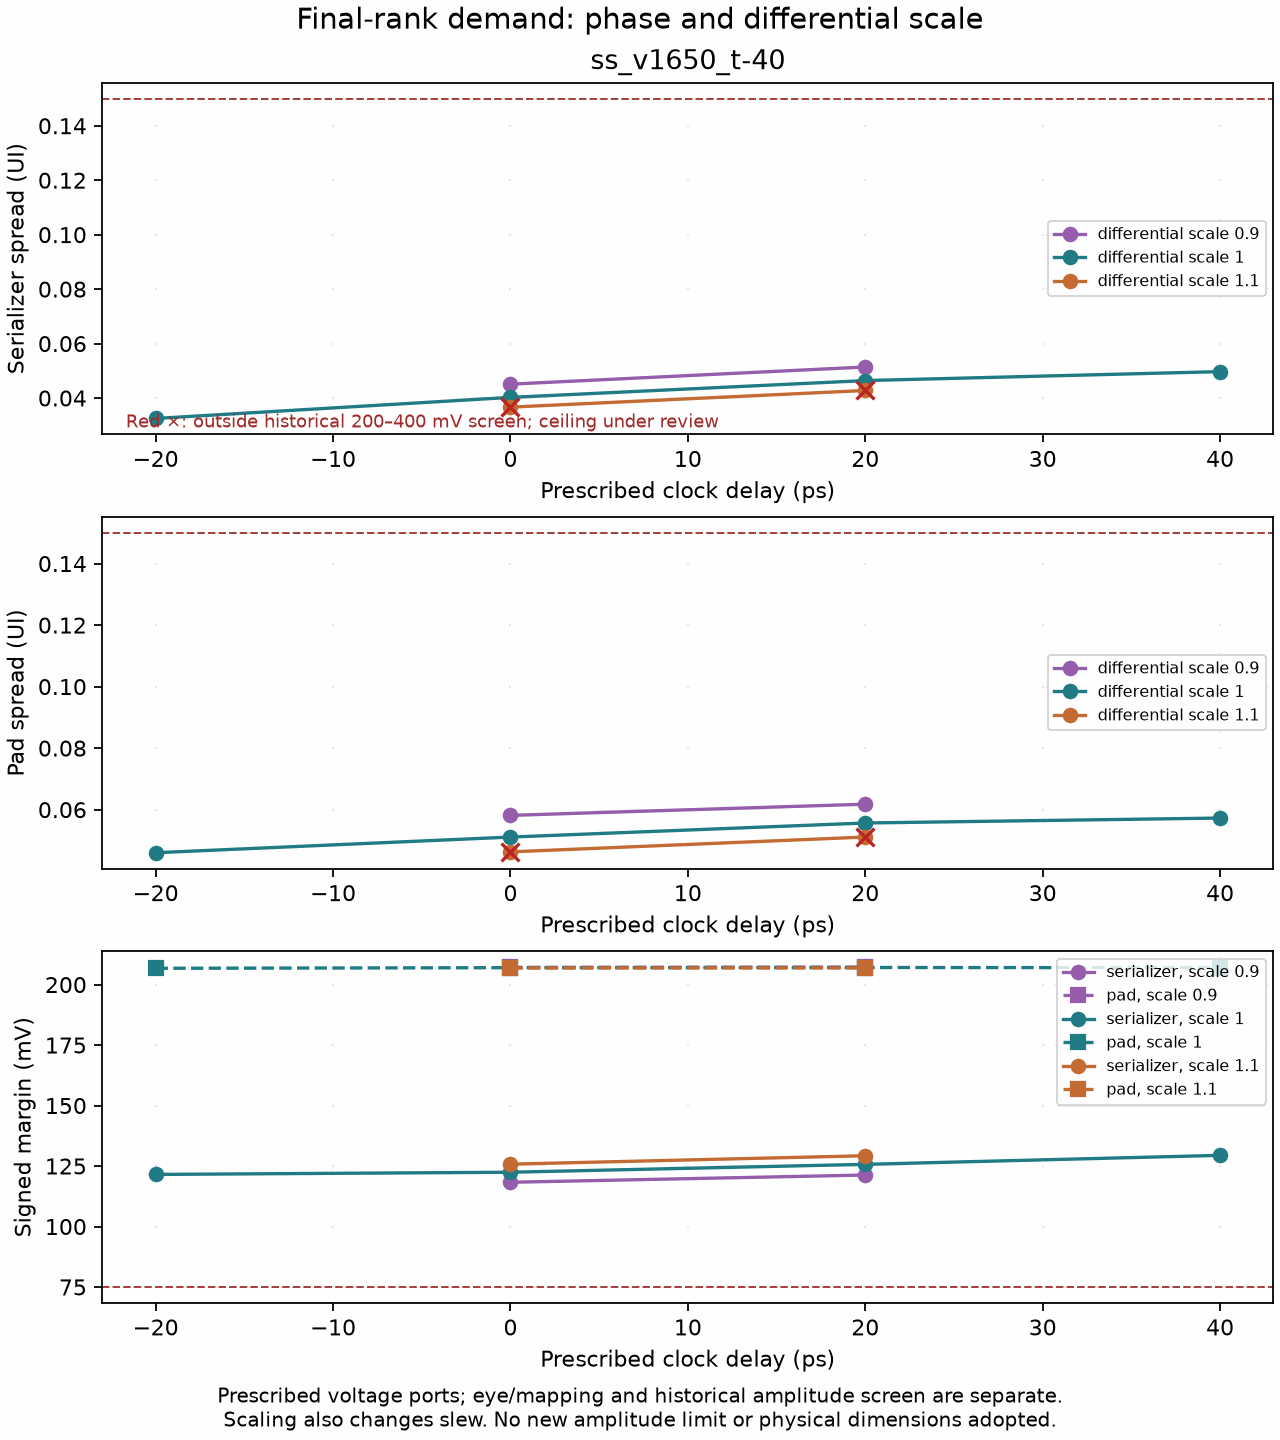 Final-rank demand: phase and differential scale
ss_v1650_t-40
Serializer spread (UI)
0.14
0.12
0.10
0.08
0.06
0.04
differential scale 0.9
differential scale 1
differential scale 1.1
Red ×: outside historical 200–400 mV screen; ceiling under review
−20
−10
0
10
20
30
40
Prescribed clock delay (ps)
Pad spread (UI)
0.14
0.12
0.10
0.08
0.06
differential scale 0.9
differential scale 1
differential scale 1.1
−20
−10
0
10
20
30
40
Prescribed clock delay (ps)
Signed margin (mV)
200
175
150
125
100
75
serializer, scale 0.9
pad, scale 0.9
serializer, scale 1
pad, scale 1
serializer, scale 1.1
pad, scale 1.1
−20
−10
0
10
20
30
40
Prescribed clock delay (ps)
Prescribed voltage ports; eye/mapping and historical amplitude screen are separate.
Scaling also changes slew. No new amplitude limit or physical dimensions adopted.